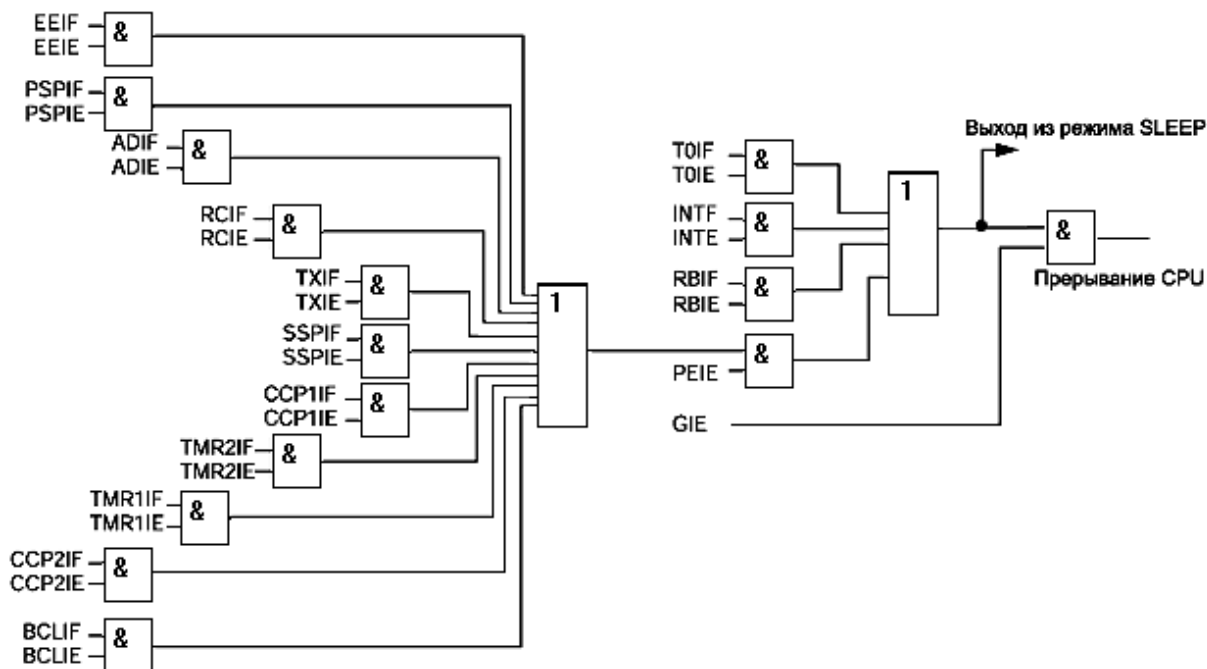 EEIF
EEIE
&
PSPIF
PSPIE
&
ADIF
ADIE
&
RCIF
RCIE
&
TXIF
TXIE
&
SSPIF
SSPIE
&
CCP1IF
CCP1IE
&
TMR2IF
TMR2IE
&
TMR1IF
TMR1IE
&
CCP2IF
CCP2IE
&
BCLIF
BCLIE
&
1
T0IF
T0IE
&
INTF
INTE
&
RBIF
RBIE
&
PEIE
&
GIE
1
Выход из режима SLEEP
&
Прерывание CPU